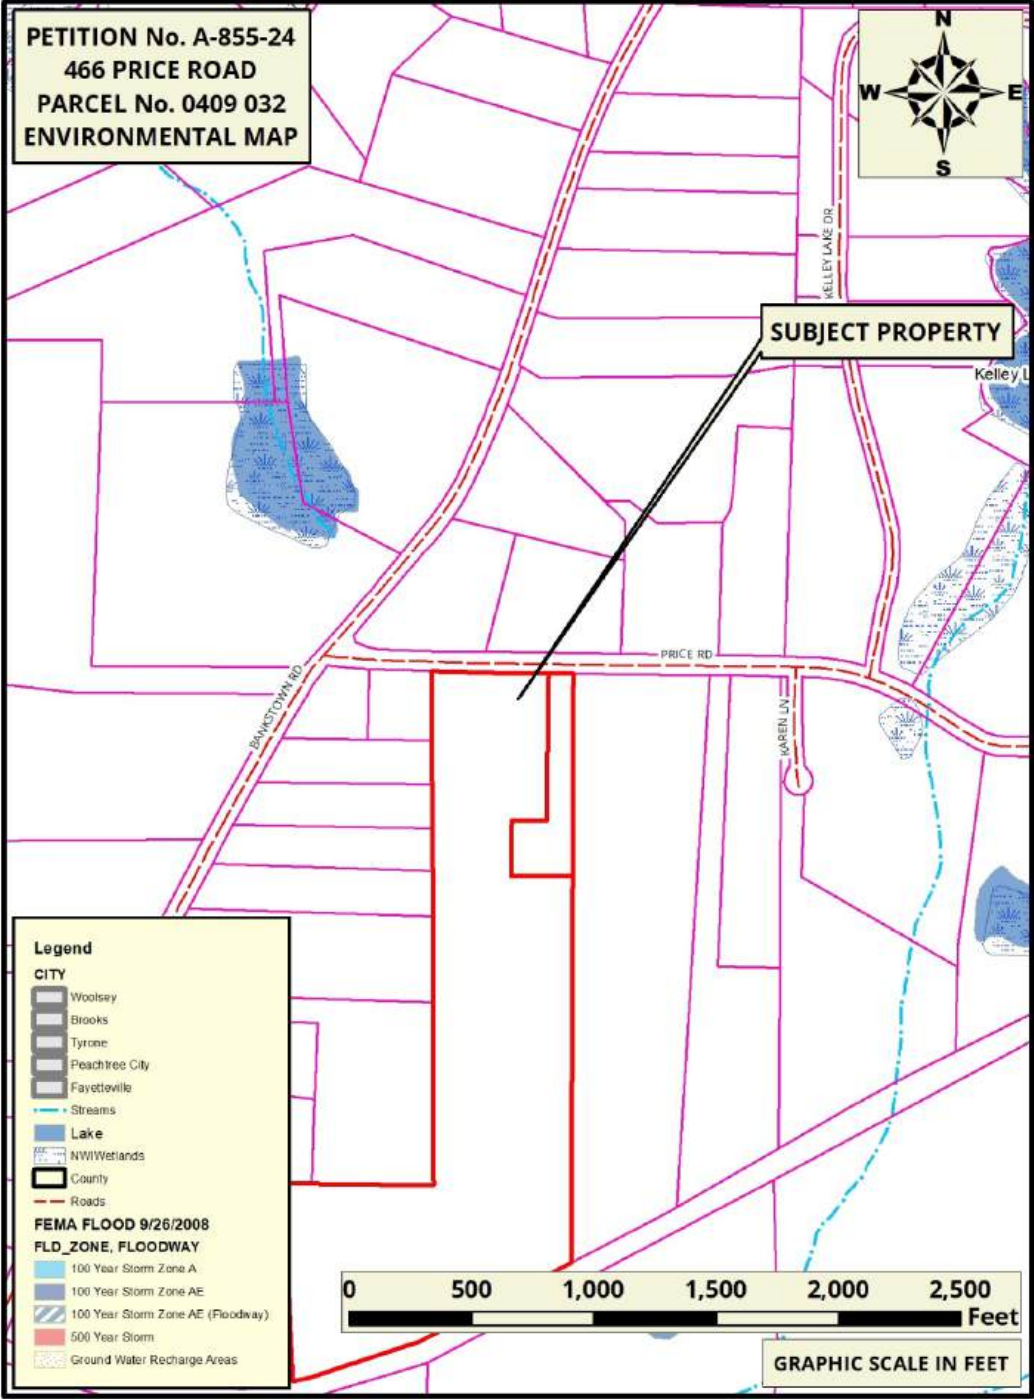 PETITION No. A-855-24
466 PRICE ROAD
PARCEL No. 0409 032
ENVIRONMENTAL MAP
N
W
E
S
KELLEY LAKE DR
SUBJECT PROPERTY
Kelley L
PRICE RD
BANKSTOWN RD
KAREN LN
Legend
CITY
Woolsey
Brooks
Tyrone
Peachtree City
Fayetteville
Streams
Lake
NWIWetlands
County
Roads
FEMA FLOOD 9/26/2008
FLD_ZONE, FLOODWAY
100 Year Storm Zone A
100 Year Storm Zone AE
100 Year Storm Zone AE (Floodway)
500 Year Storm
Ground Water Recharge Areas
0 500 1,000 1,500 2,000 2,500
Feet
GRAPHIC SCALE IN FEET